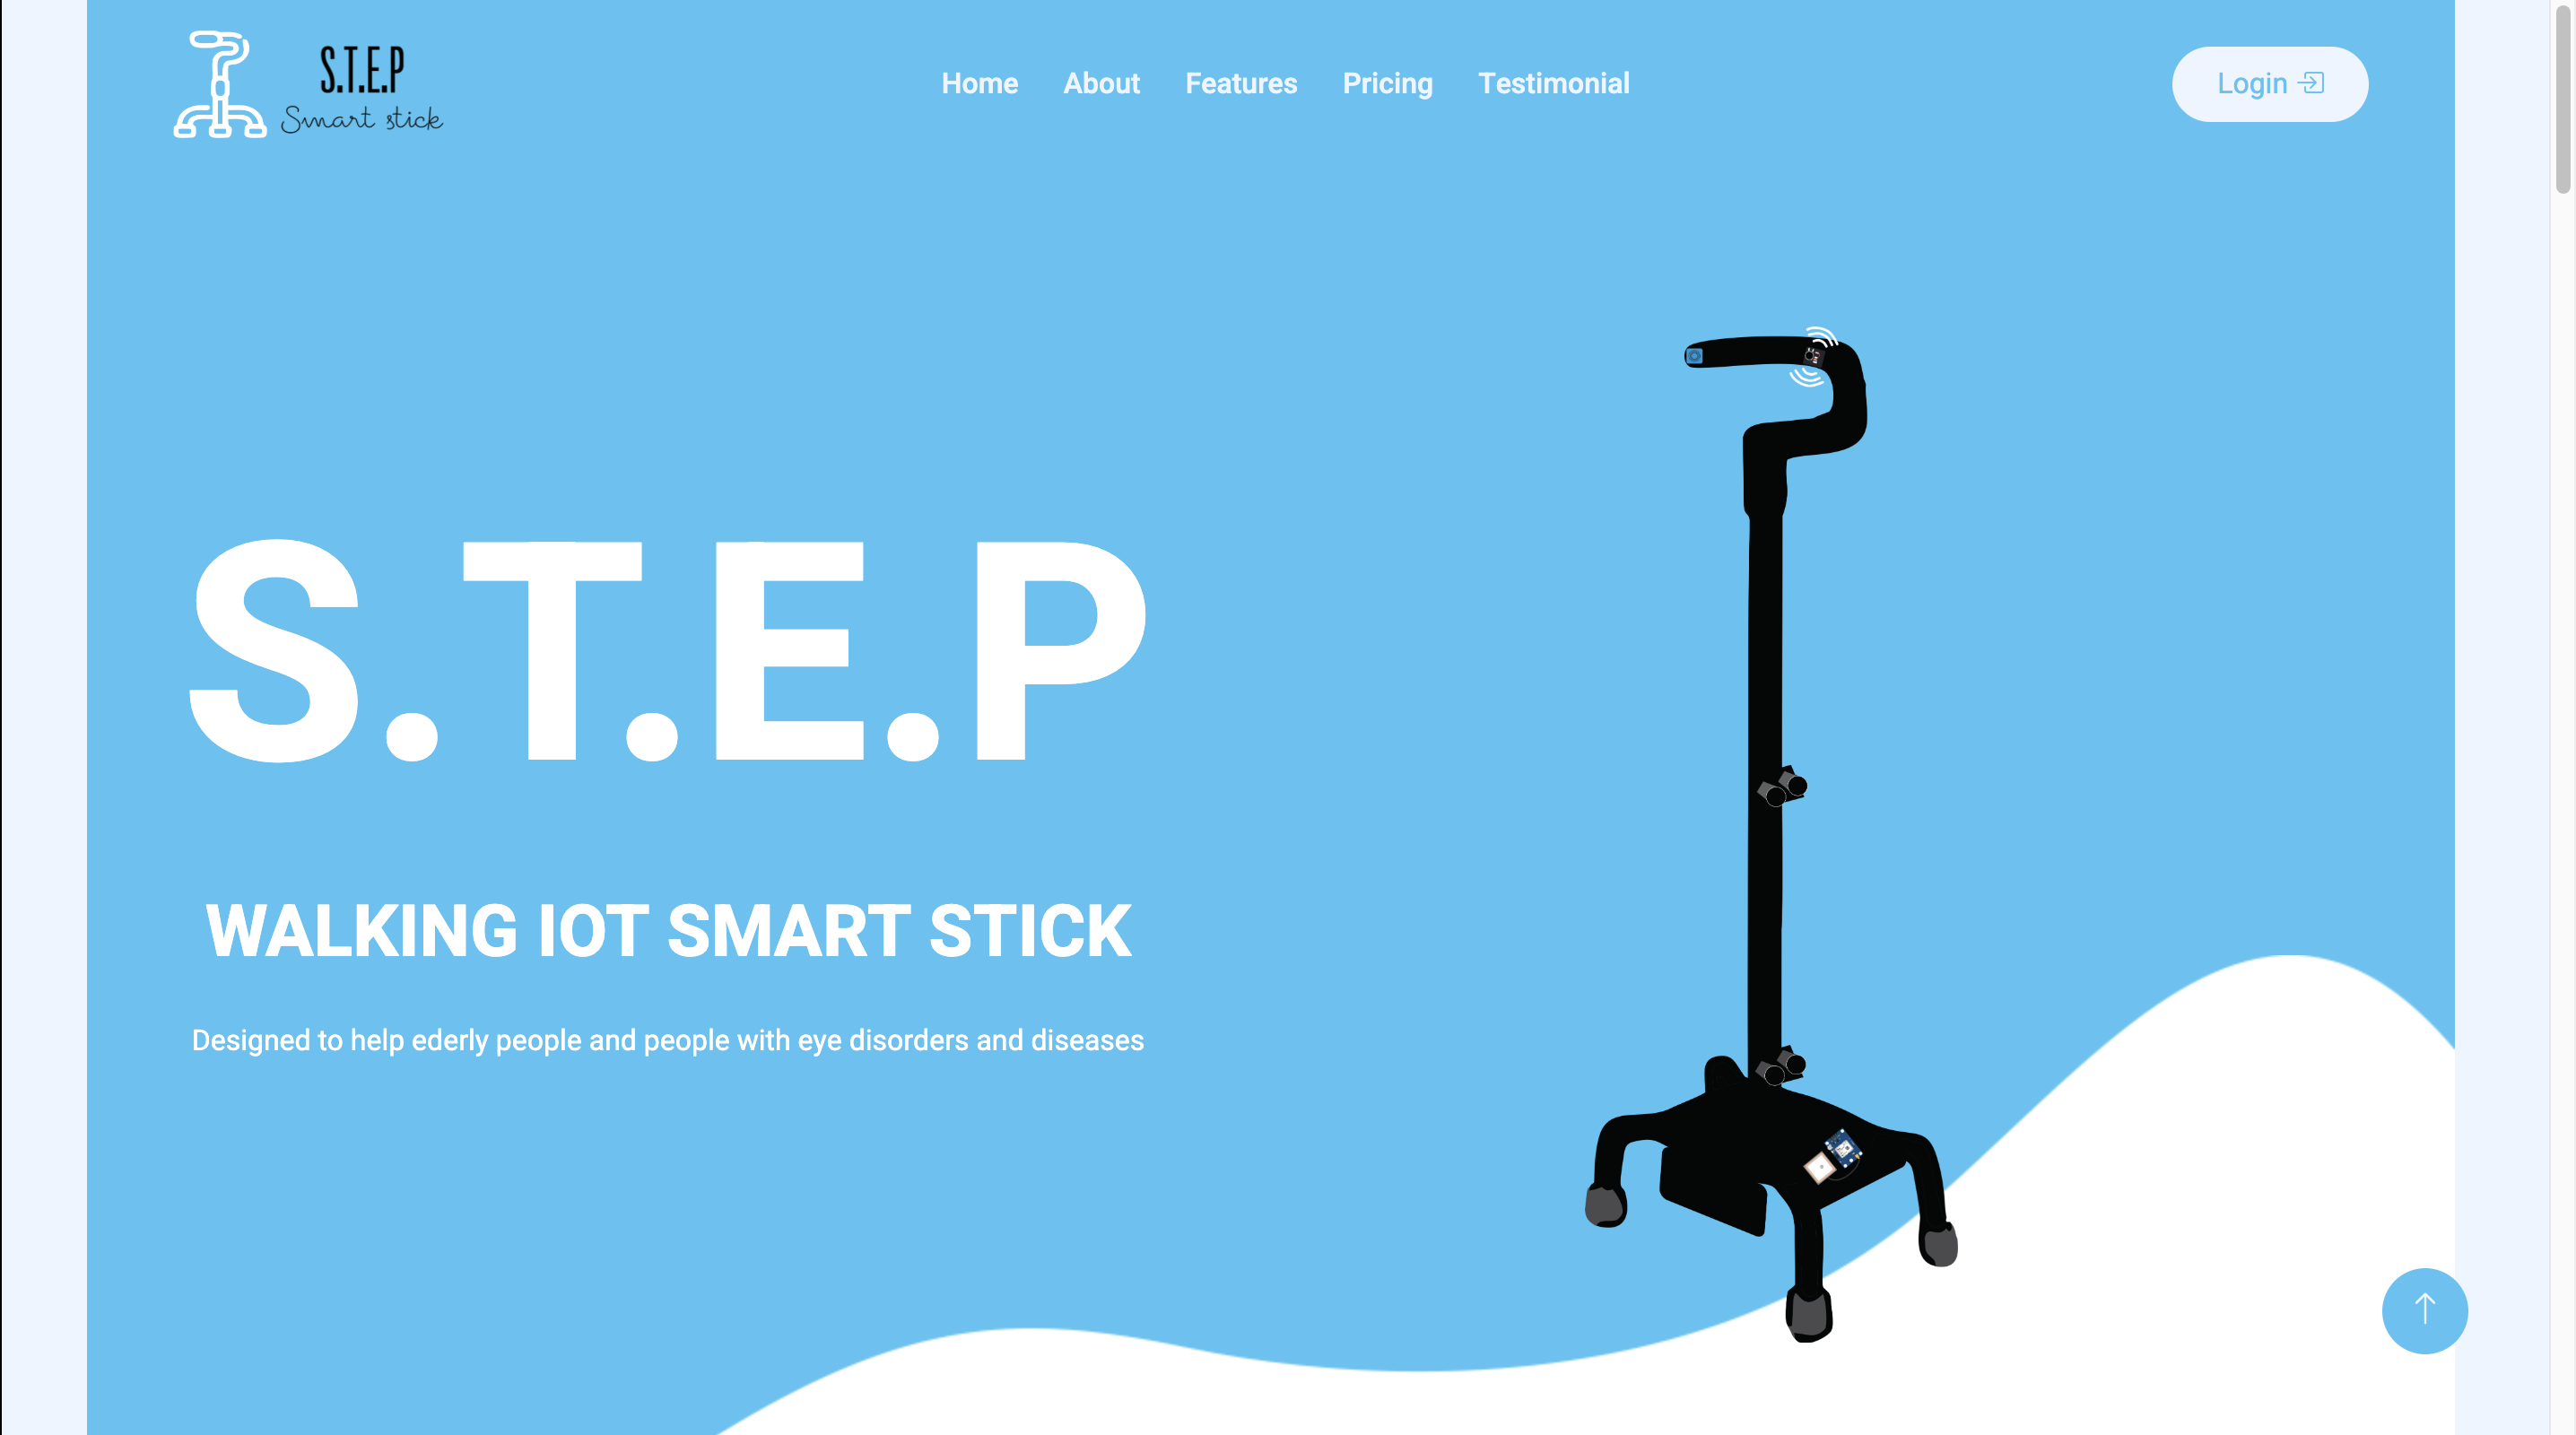 S.T.E.P
Smart stick
Home About Features Pricing Testimonial
Login
S.T.E.P
WALKING IOT SMART STICK
Designed to help ederly people and people with eye disorders and diseases